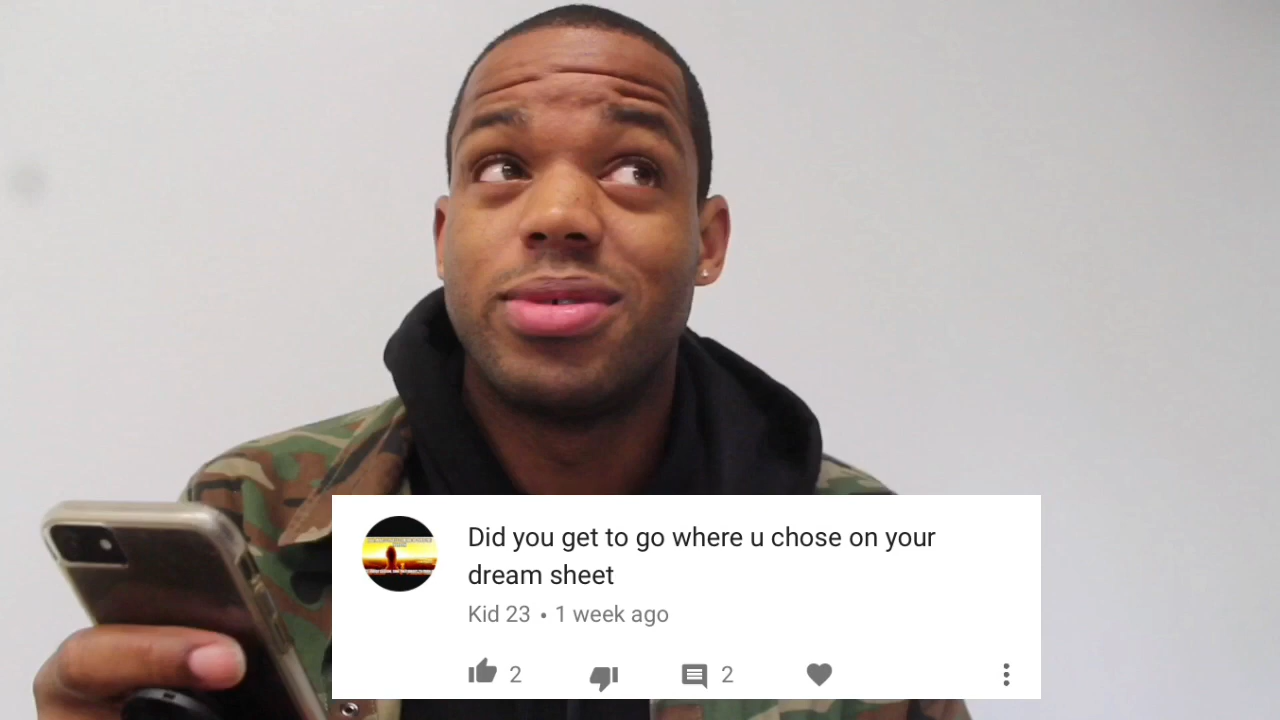 Did you get to go where u chose on your
dream sheet
Kid 23 • 1 week ago
2
2